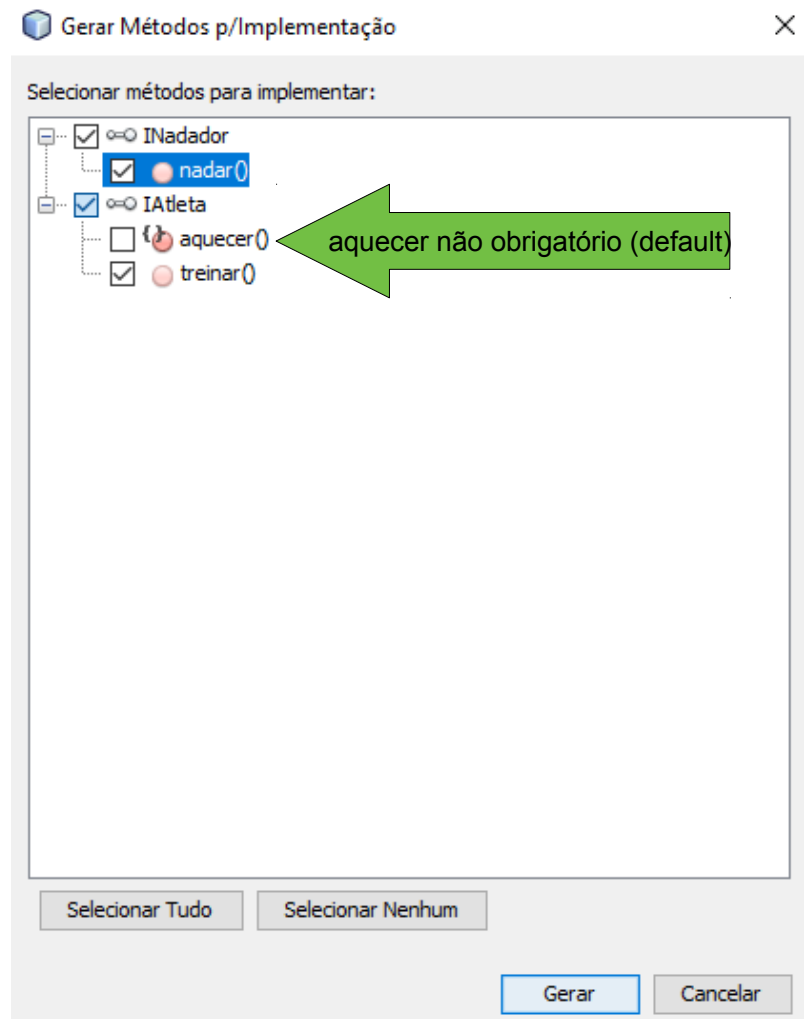 Gerar Métodos p/Implementação
Selecionar métodos para implementar:
INadador
nadar()
IAtleta
aquecer()
aquecer não obrigatório (default)
treinar()
Selecionar Tudo
Selecionar Nenhum
Gerar
Cancelar